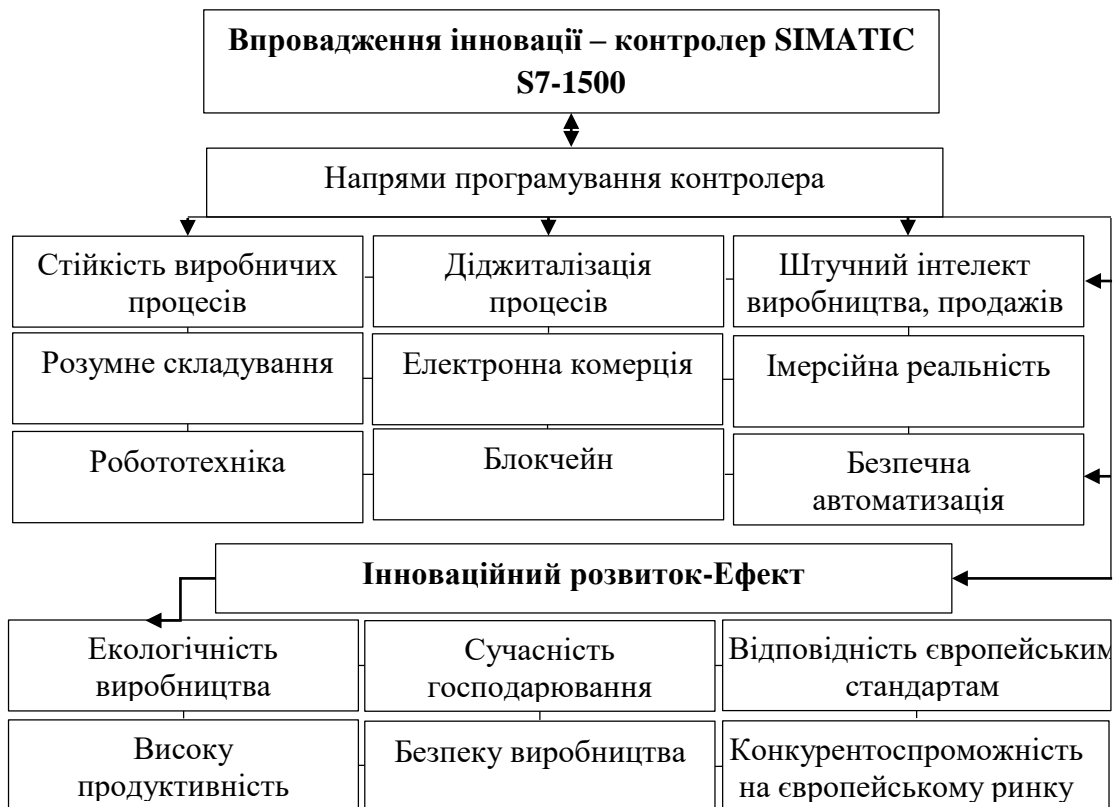 Впровадження інновації – контролер SIMATIC
S7-1500
Напрями програмування контролера
Стійкість виробничих
процесів
Діджиталізація
процесів
Штучний інтелект
виробництва, продажів
Розумне складування
Електронна комерція
Імерсійна реальність
Робототехніка
Блокчейн
Безпечна
автоматизація
Інноваційний розвиток-Ефект
Екологічність
виробництва
Сучасність
господарювання
Відповідність європейським
стандартам
Високу
продуктивність
Безпеку виробництва
Конкурентоспроможність
на європейському ринку